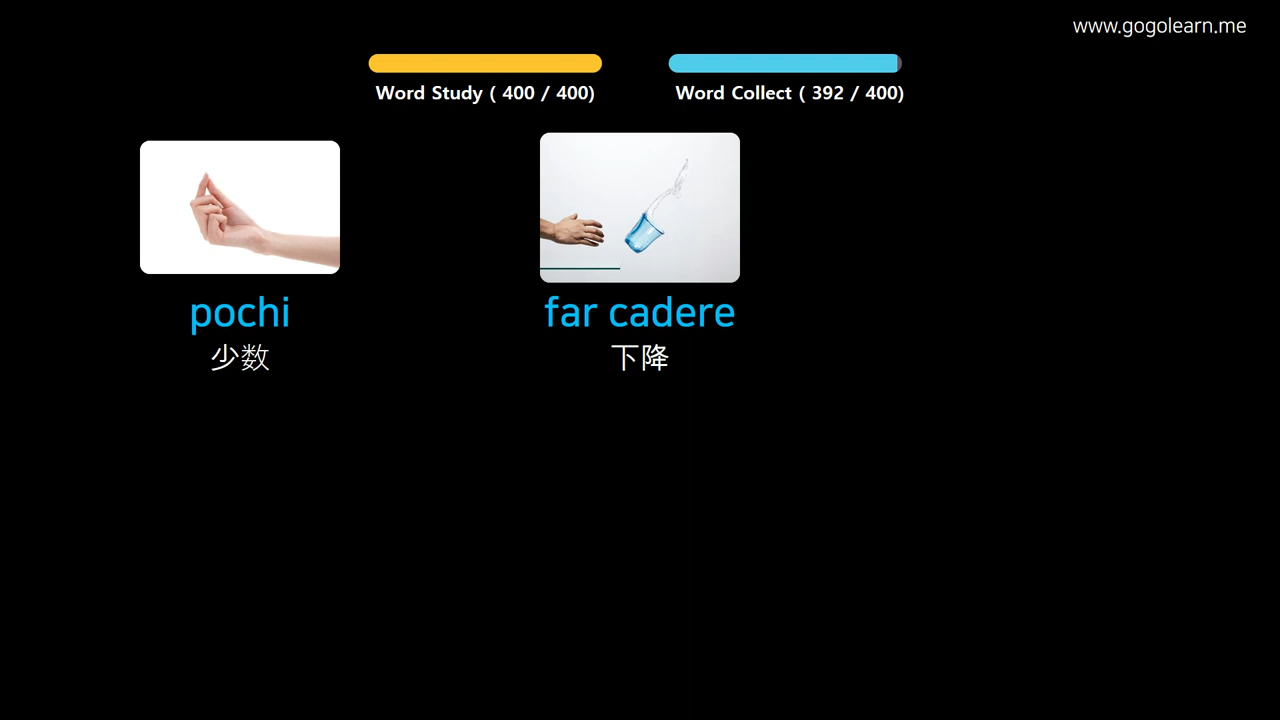 www.gogolearn.me
Word Study ( 400 / 400)
Word Collect ( 392 / 400)
pochi
少数
far cadere
下降